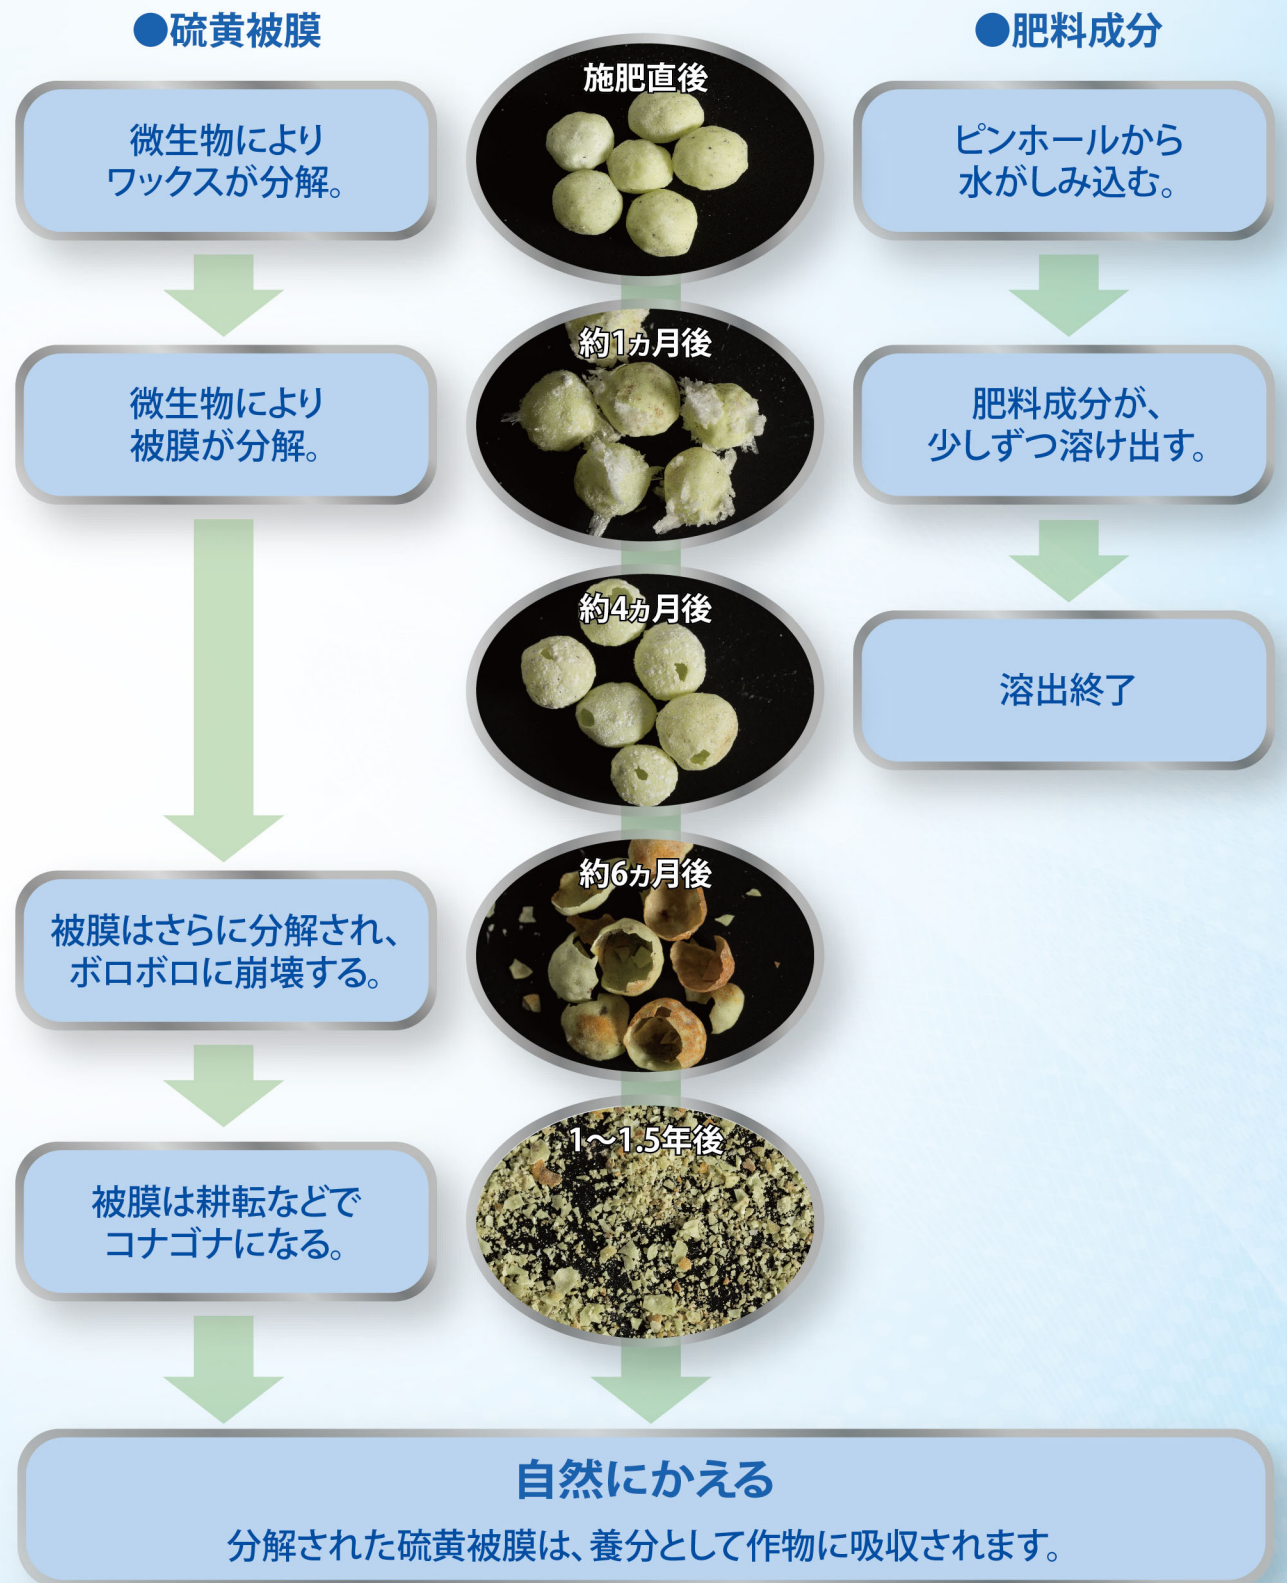 ●硫黄被膜
微生物により
ワックスが分解。
微生物により
被膜が分解。
被膜はさらに分解され、
ボロボロに崩壊する。
被膜は耕転などで
コナゴナになる。
施肥直後
約1ヵ月後
約4ヵ月後
約6ヵ月後
1～1.5年後
●肥料成分
ピンホールから
水がしみ込む。
肥料成分が、
少しずつ溶け出す。
溶出終了
自然にかえる
分解された硫黄被膜は、養分として作物に吸収されます。